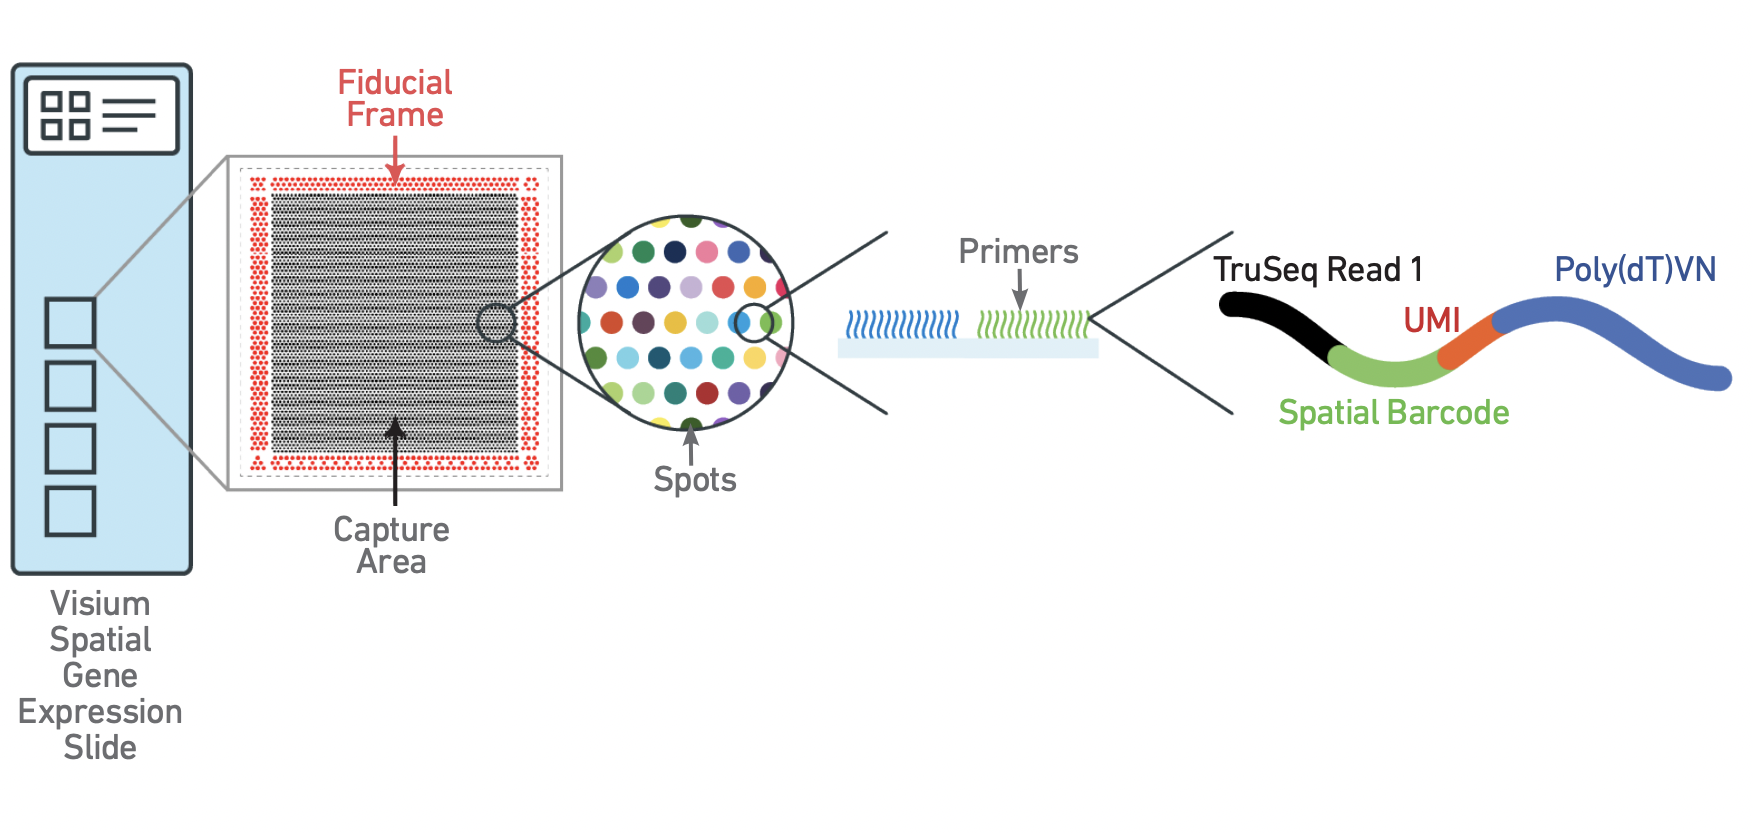 Fiducial
Frame
Capture
Area
Visium
Spatial
Gene
Expression
Slide
Spots
Primers
TruSeq Read 1
UMI
Poly(dT)VN
Spatial Barcode